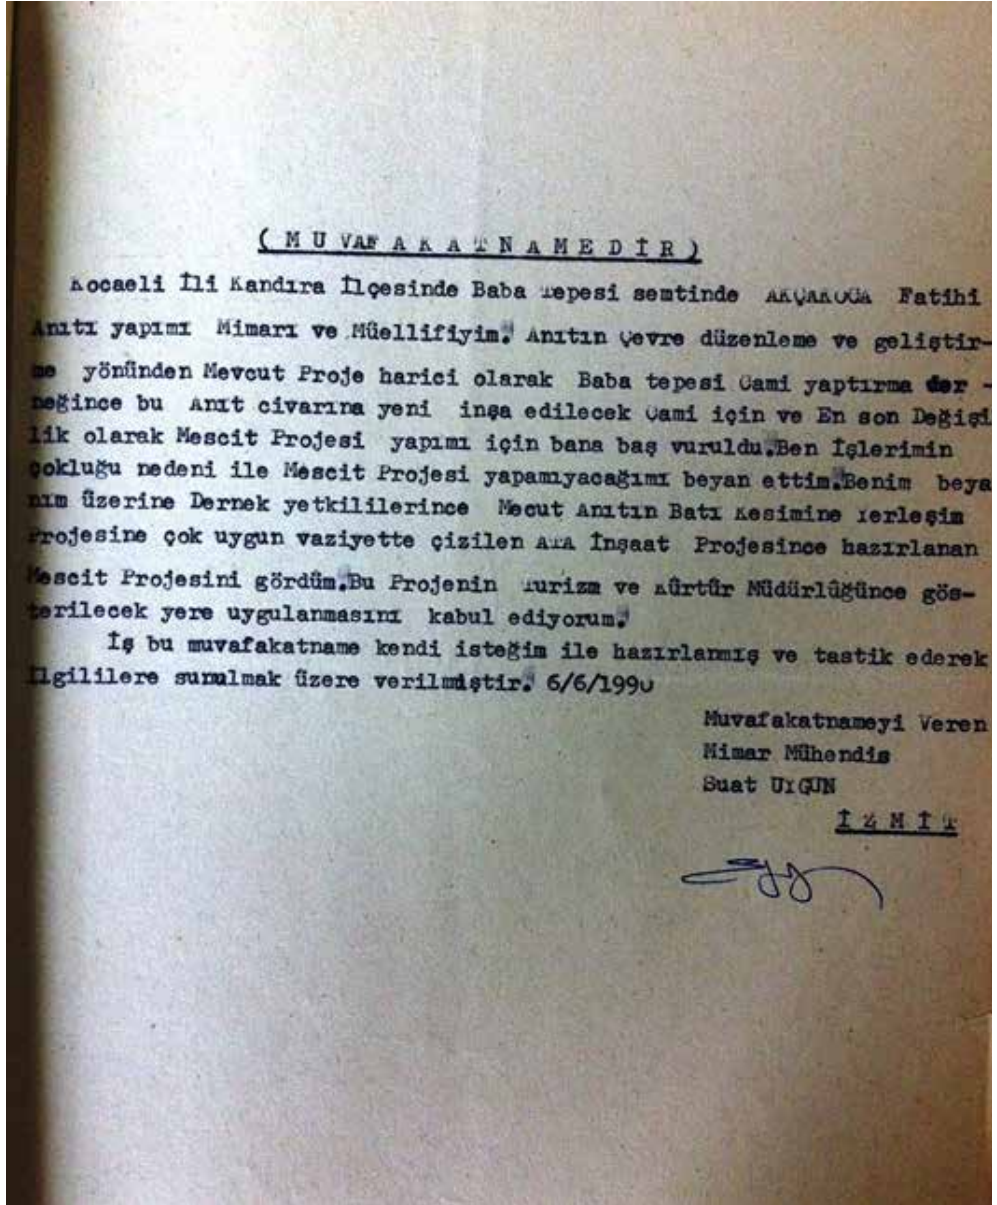 ( M U VAF A K A T N A M E D İ R )
Kocaeli İli Kandıra İlçesinde Baba Tepesi semtinde AKÇAKOCA Fatihi
Anıtı yapımı Mimarı ve Müellifiyim. Anıtın Çevre düzenleme ve geliştir-
me yönünden Mevcut Proje harici olarak Baba tepesi Cami yaptırma der -
neğince bu Anıt civarına yeni inşa edilecek Cami için ve En son Değişi
lik olarak Mescit Projesi yapımı için bana baş vuruldu.Ben İşlerimin
çokluğu nedeni ile Mescit Projesi yapamıyacağımı beyan ettim.Benim beya
nım üzerine Dernek yetkililerince Mecut Anıtın Batı Kesimine Yerleşim
Projesine çok uygun vaziyette çizilen ATA İnşaat Projesince hazırlanan
Mescit Projesini gördüm.Bu Projenin Turizm ve Kürtür Müdürlüğünce gös-
terilecek yere uygulanmasını kabul ediyorum.
İş bu muvafakatname kendi isteğim ile hazırlanmış ve tastik ederek
İlgililere sunulmak üzere verilmiştir. 6/6/1990
Muvafakatnameyi Veren
Mimar Mühendis
Suat UYGUN
İ Z M İ T